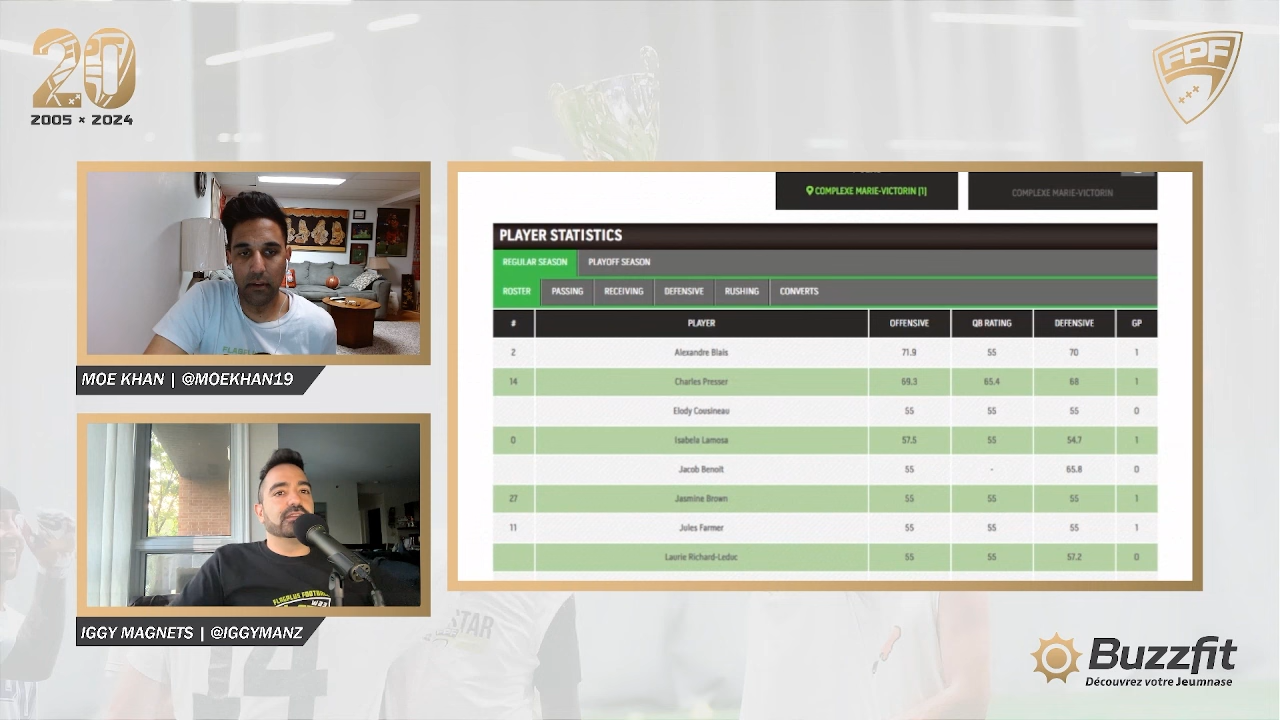 20
2005 × 2024
FPF
MOE KHAN | @MOEKHAN19
IGGY MAGNETS | @IGGYMANZ
COMPLEXE MARIE-VICTORIN [1]
COMPLEXE MARIE-VICTORIN
PLAYER STATISTICS
REGULAR SEASON PLAYOFF SEASON
ROSTER PASSING RECEIVING DEFENSIVE RUSHING CONVERTS
# PLAYER OFFENSIVE QB RATING DEFENSIVE GP
2 Alexandre Blais 71.9 55 70 1
14 Charles Presser 69.3 65.4 68 1
Elody Cousineau 55 55 55 0
0 Isabela Lamosa 57.5 55 54.7 1
Jacob Benoit 55 - 65.8 0
27 Jasmine Brown 55 55 55 1
11 Jules Farmer 55 55 55 1
Laurie Richard-Leduc 55 55 57.2 0
FLAGPLUS FOOTBALL
STAR
14
Buzzfit
Découvrez votre Jeumnase